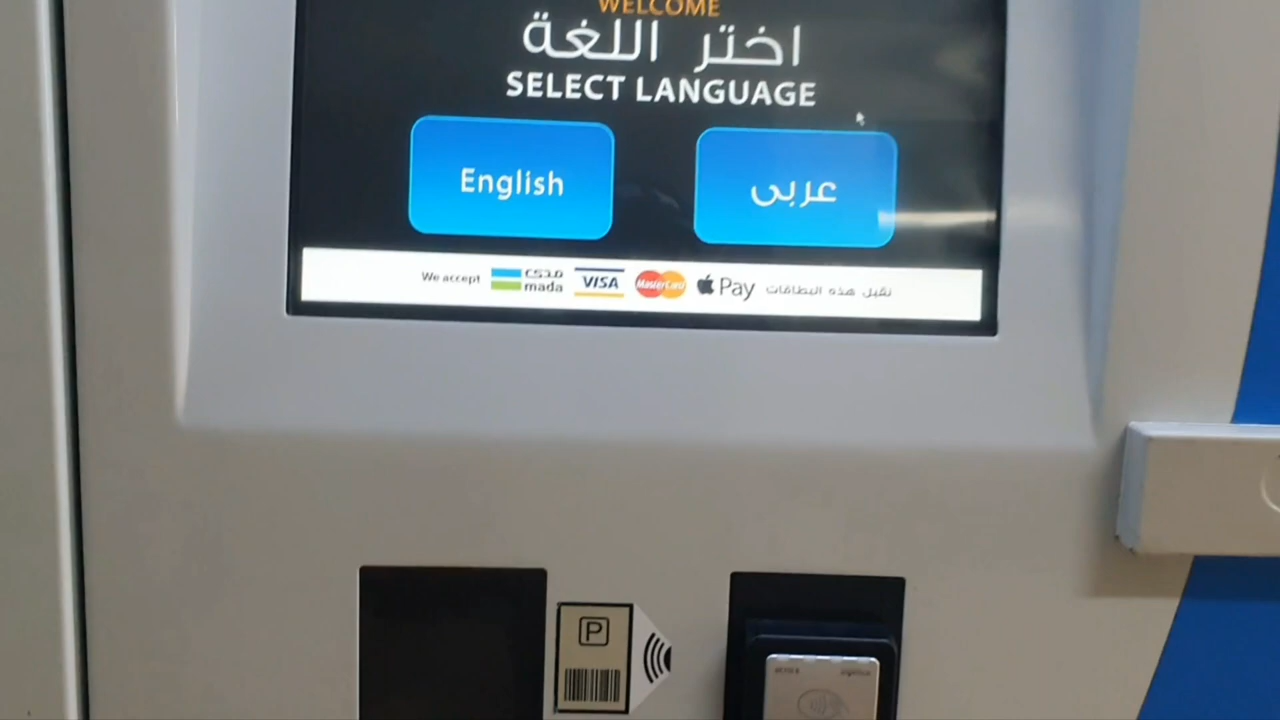 WELCOME
اختر اللغة
SELECT LANGUAGE
English
عربى
We accept مدى mada VISA MasterCard Pay نقبل هذه البطاقات
P